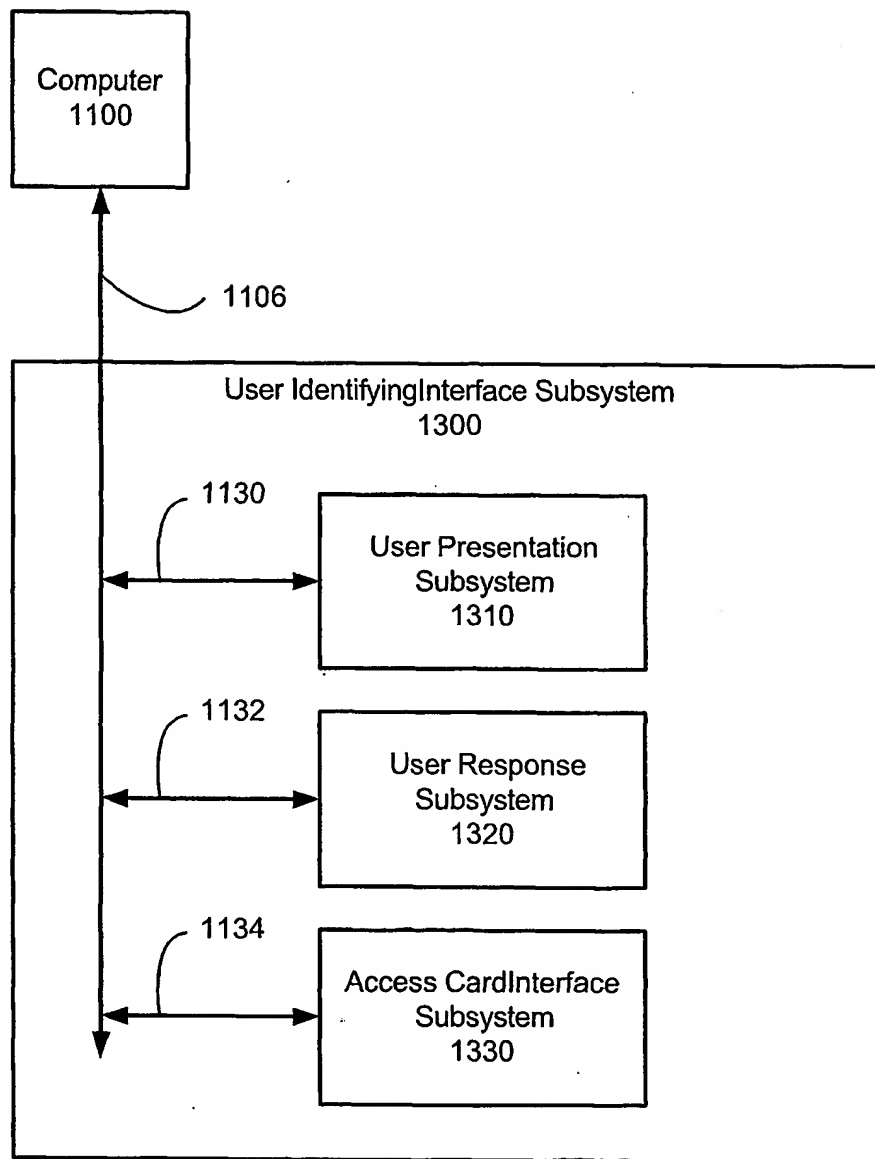 Computer
1100
1106
User IdentifyingInterface Subsystem
1300
1130
User Presentation
Subsystem
1310
1132
User Response
Subsystem
1320
1134
Access CardInterface
Subsystem
1330